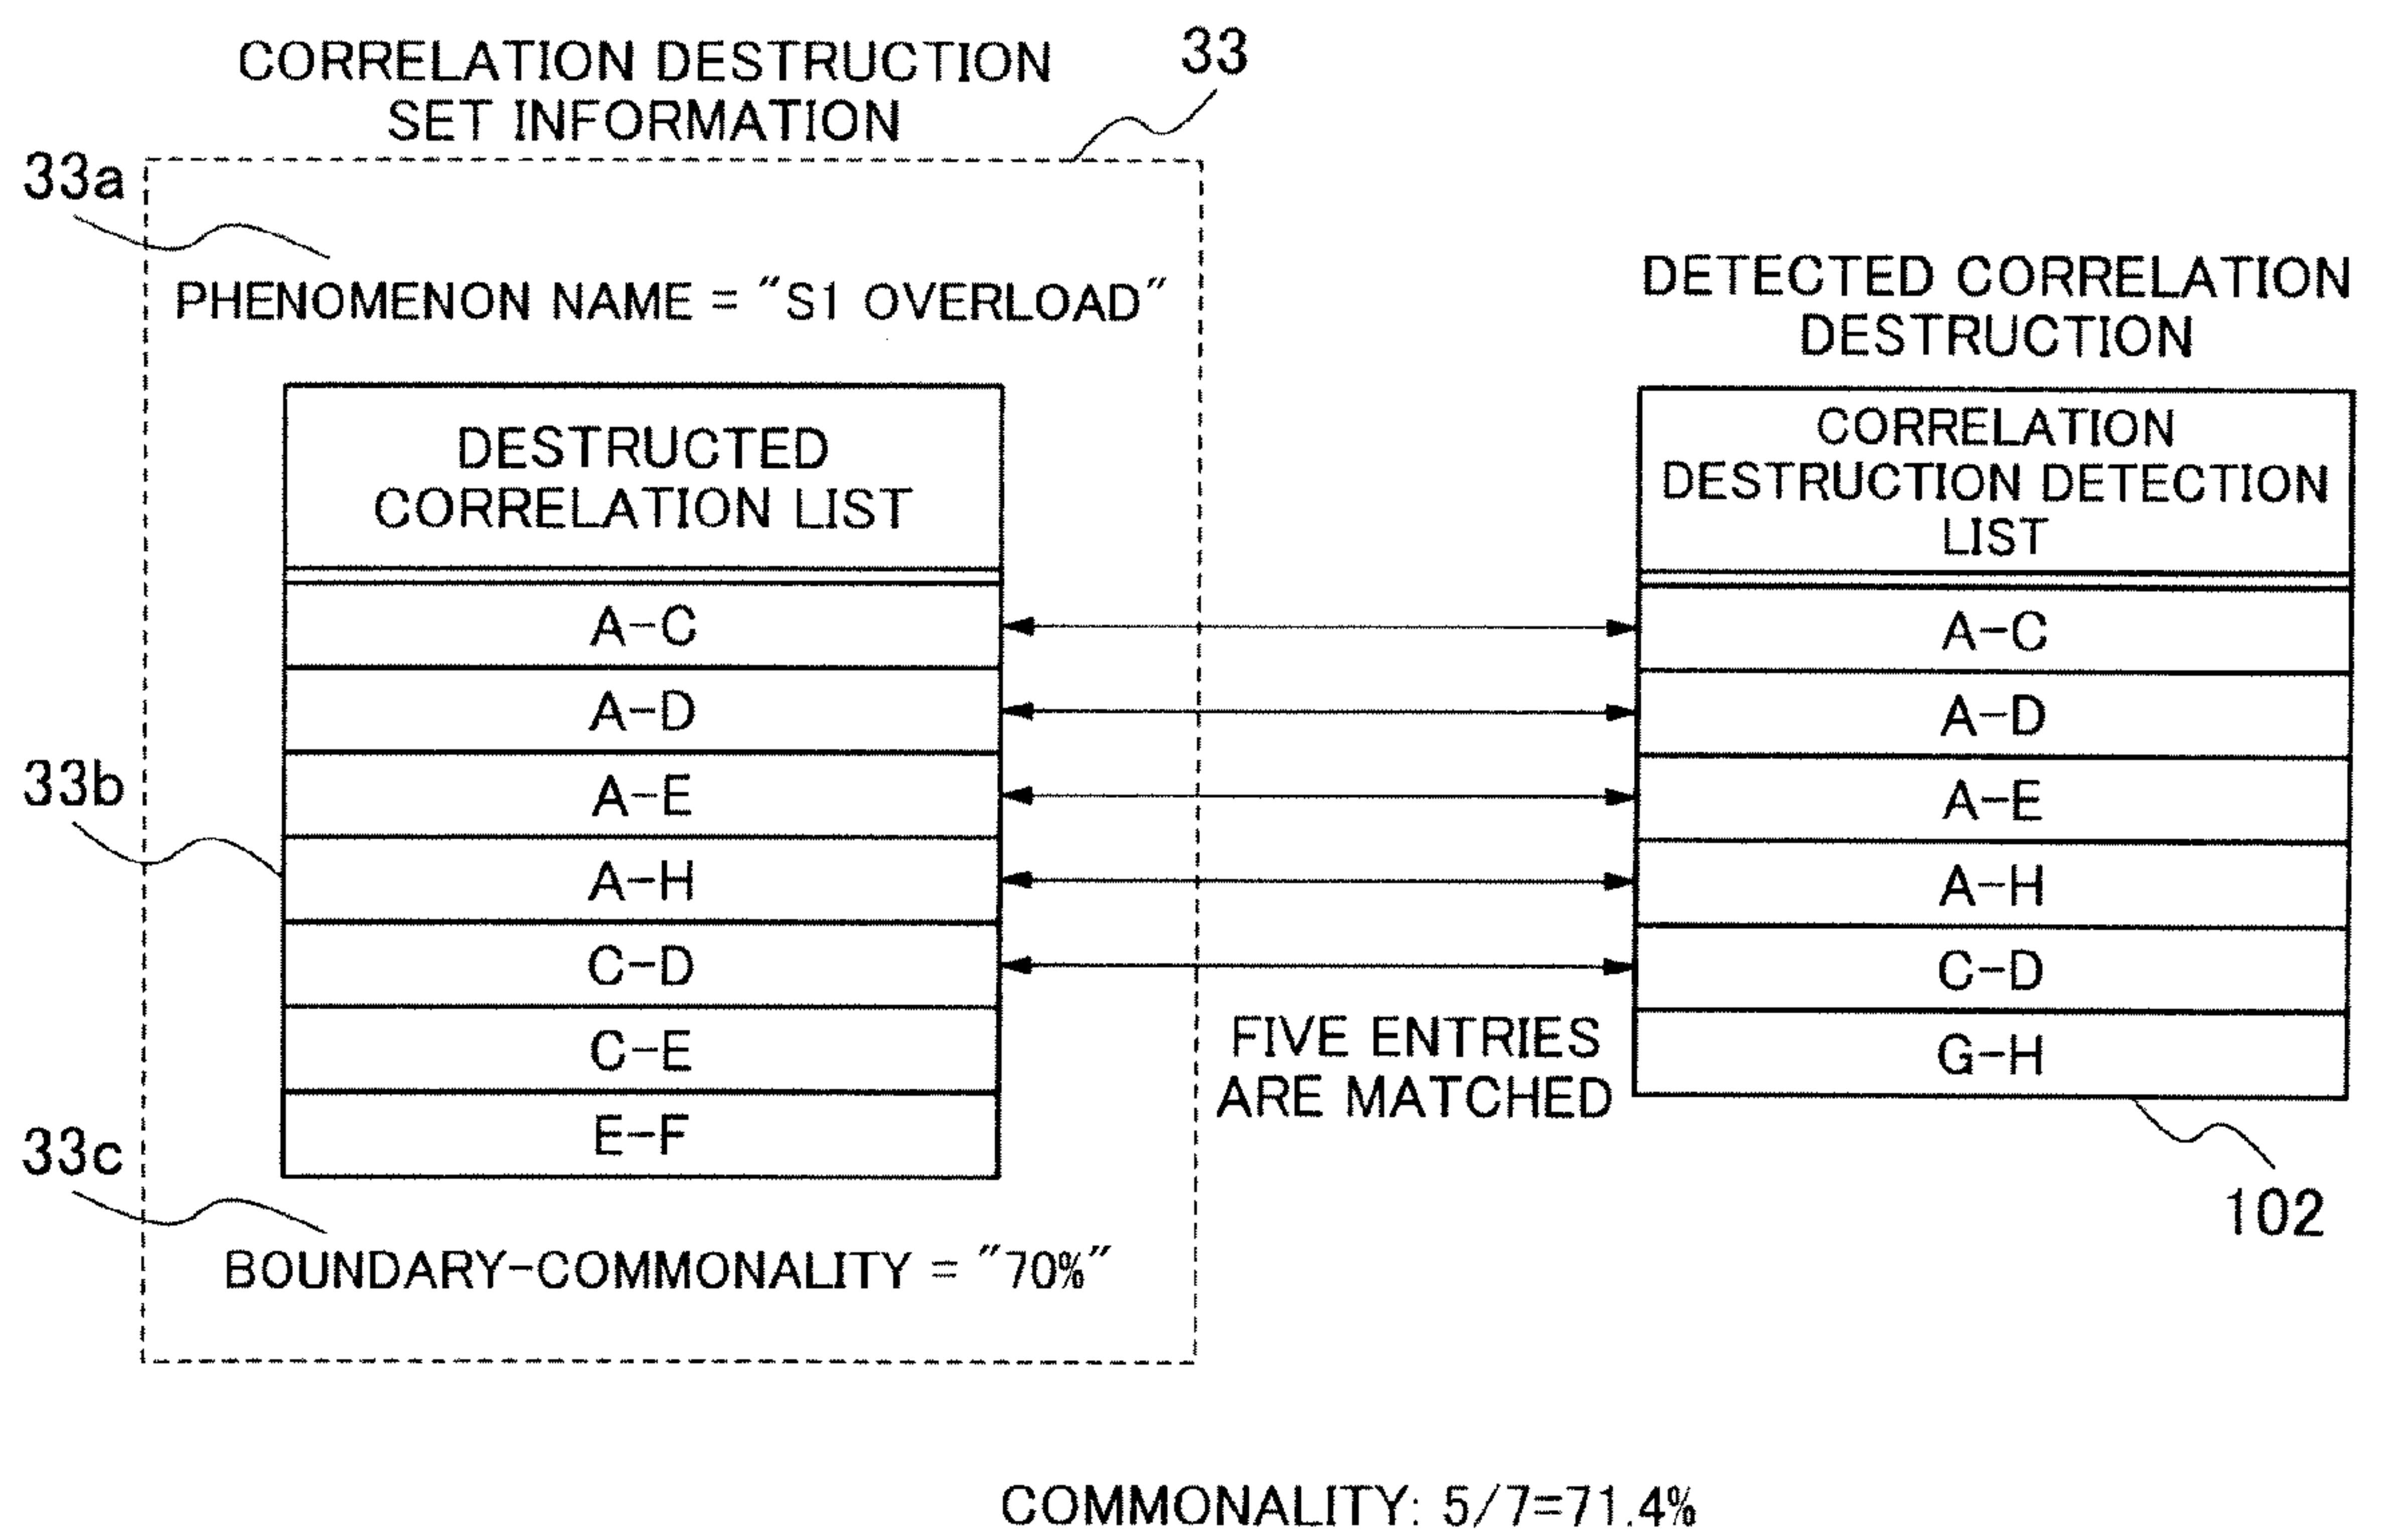 CORRELATION DESTRUCTION
SET INFORMATION
33
33a
PHENOMENON NAME = "S1 OVERLOAD"
DESTRUCTED
CORRELATION LIST
A-C
A-D
A-E
A-H
C-D
C-E
E-F
33b
33c
BOUNDARY-COMMONALITY = "70%"
FIVE ENTRIES
ARE MATCHED
DETECTED CORRELATION
DESTRUCTION
CORRELATION
DESTRUCTION DETECTION
LIST
A-C
A-D
A-E
A-H
C-D
G-H
102
COMMONALITY: 5/7=71.4%